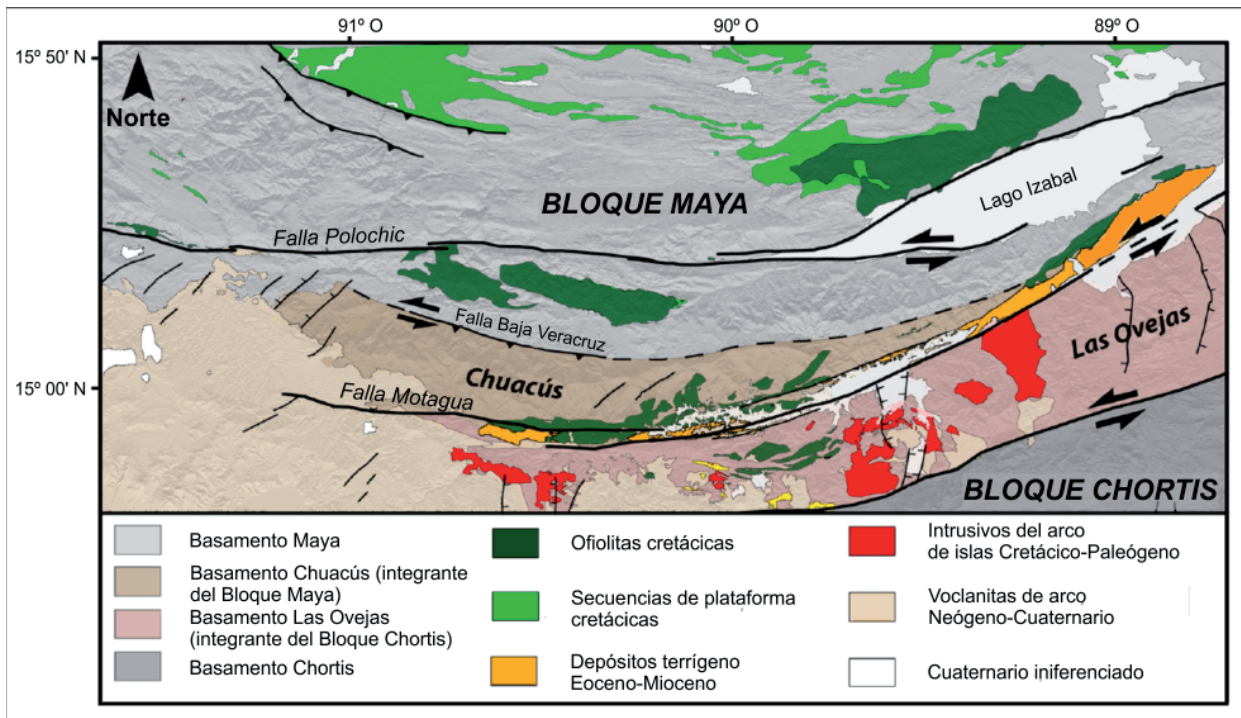 91º O
90º O
89º O
15º 50' N
Norte
BLOQUE MAYA
Lago Izabal
Falla Polochic
Falla Baja Veracruz
Las Ovejas
Chuacús
15º 00' N
Falla Motagua
BLOQUE CHORTIS
Basamento Maya
Basamento Chuacús (integrante
del Bloque Maya)
Basamento Las Ovejas
(integrante del Bloque Chortis)
Basamento Chortis
Ofiolitas cretácicas
Secuencias de plataforma
cretácicas
Depósitos terrígeno
Eoceno-Mioceno
Intrusivos del arco
de islas Cretácico-Paleógeno
Voclanitas de arco
Neógeno-Cuaternario
Cuaternario iniferenciado